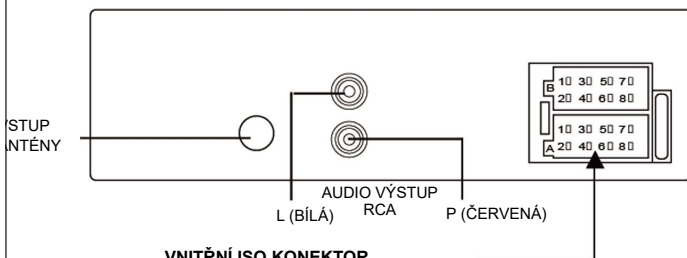 B 1 3 5 7
2 4 6 8
1 3 5 7
A 2 4 6 8
VSTUP
ANTÉNY
L (BÍLÁ)
AUDIO VÝSTUP
RCA
P (ČERVENÁ)
VNITŘNÍ ISO KONEKTOR